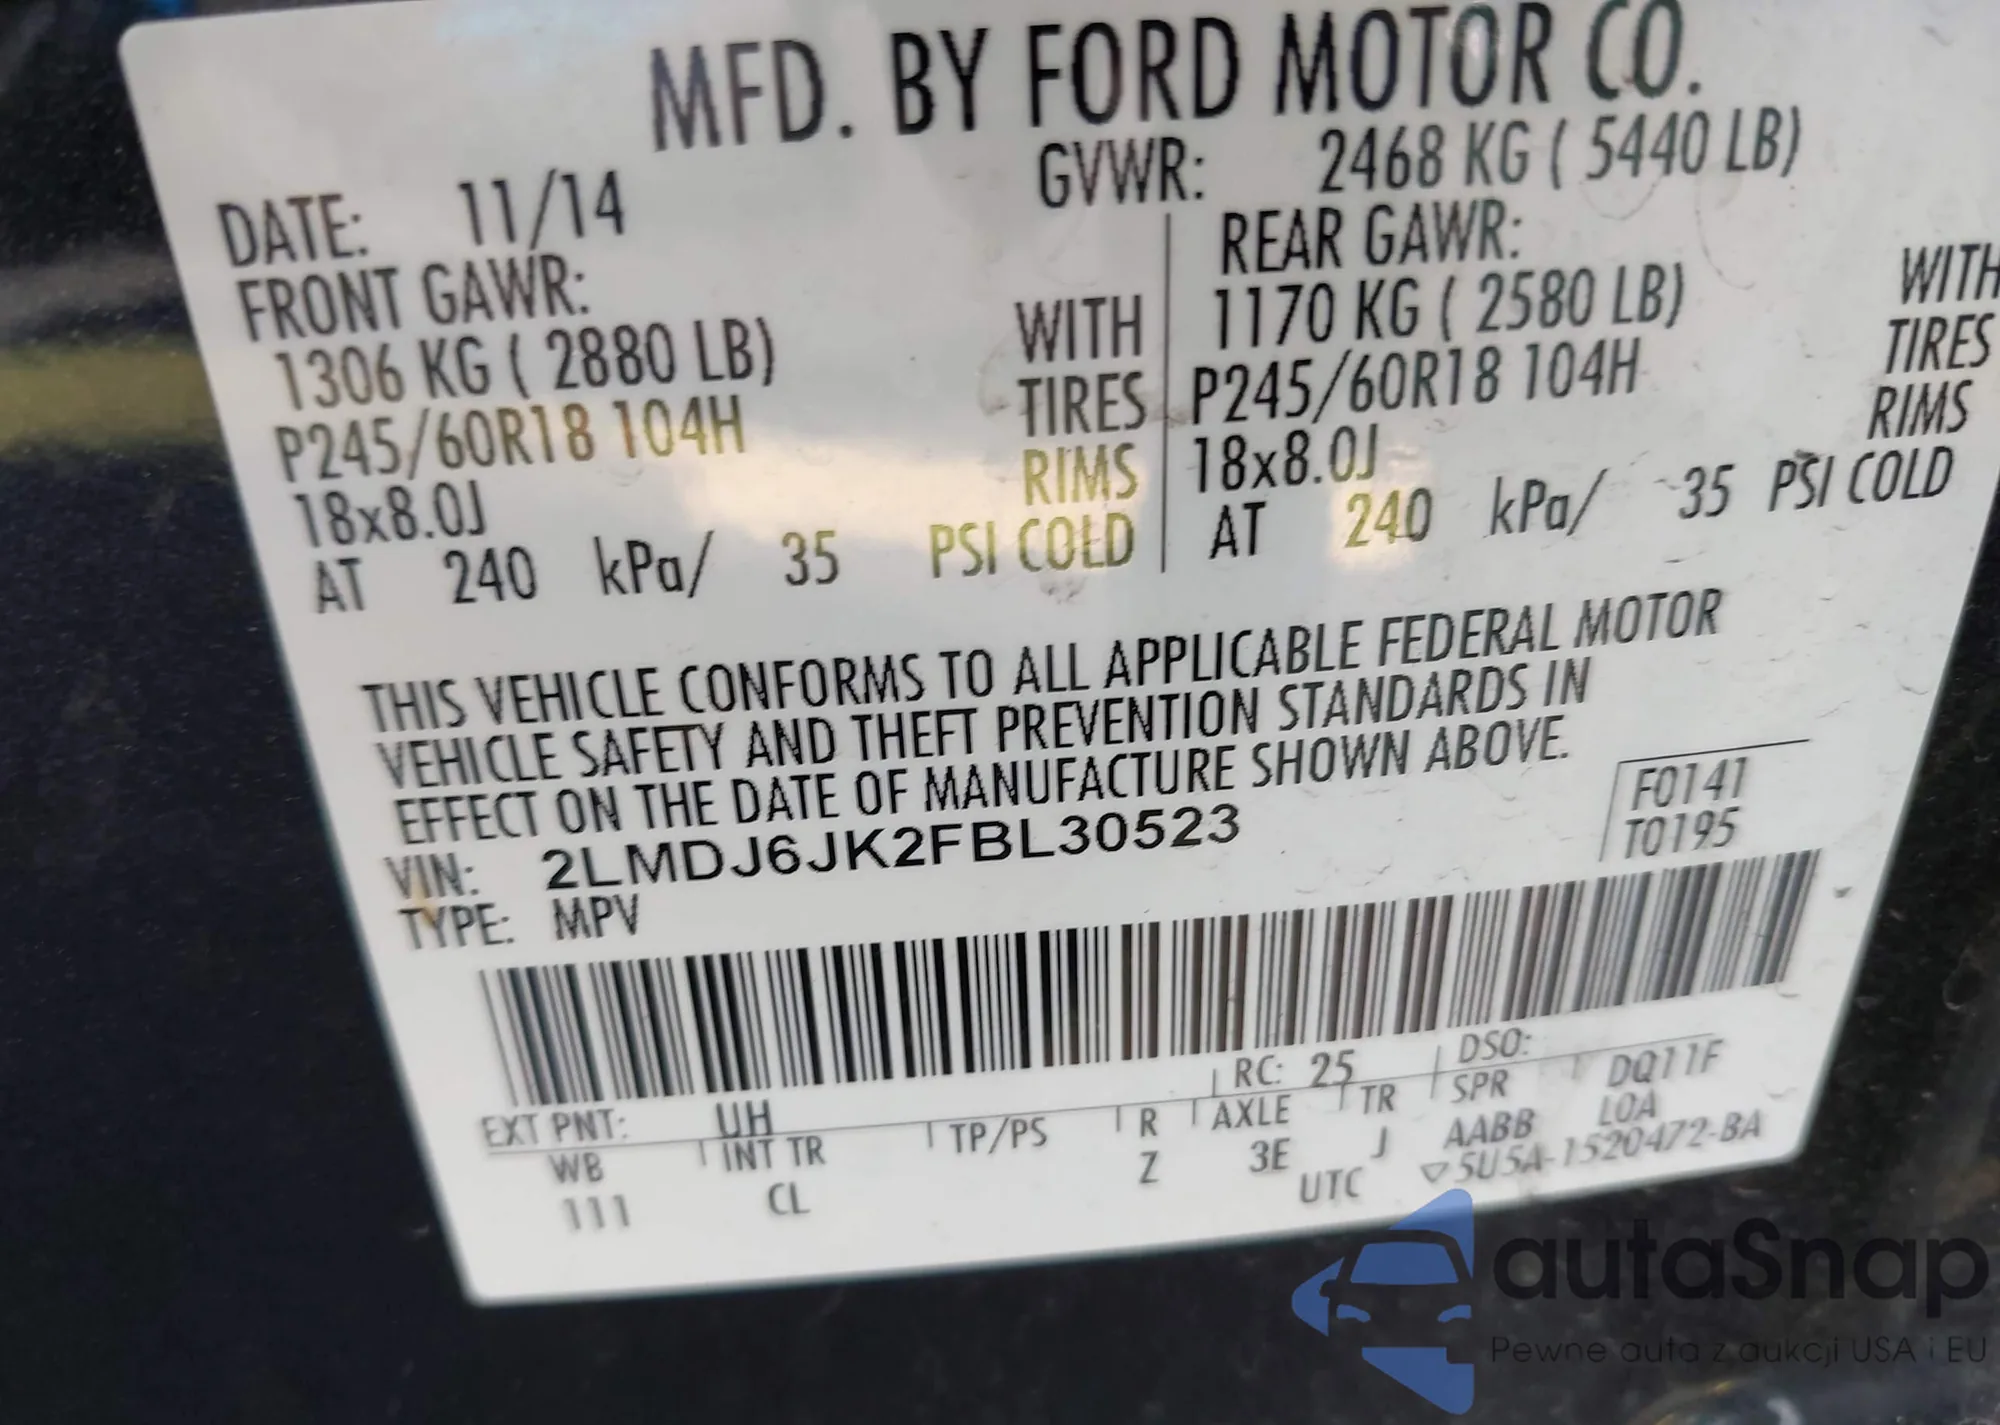 MFD. BY FORD MOTOR CO.
DATE: 11/14 GVWR: 2468 KG ( 5440 LB)
FRONT GAWR: REAR GAWR:
1306 KG ( 2880 LB) WITH 1170 KG ( 2580 LB) WITH
P245/60R18 104H TIRES P245/60R18 104H TIRES
18x8.0J RIMS 18x8.0J RIMS
AT 240 kPa/ 35 PSI COLD AT 240 kPa/ 35 PSI COLD
THIS VEHICLE CONFORMS TO ALL APPLICABLE FEDERAL MOTOR
VEHICLE SAFETY AND THEFT PREVENTION STANDARDS IN
EFFECT ON THE DATE OF MANUFACTURE SHOWN ABOVE.
VIN: 2LMDJ6JK2FBL30523 F0141
TYPE: MPV T0195
EXT PNT: UH RC: 25 DSO:
WB INT TR TP/PS R AXLE TR SPR DQ11F
111 CL Z 3E J AABB LOA
UTC ▽5U5A-1520472-BA
autaSnap
Pewne auta z aukcji USA i EU